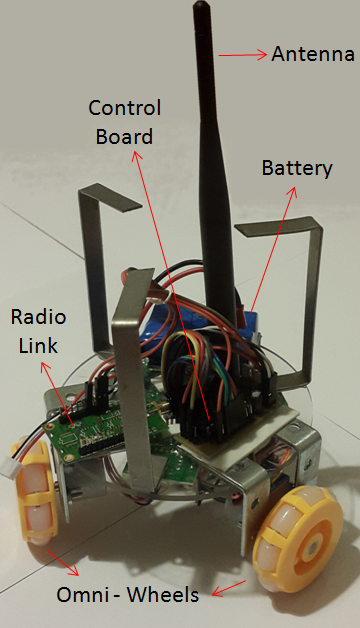 Antenna
Control
Board
Battery
Radio
Link
Omni - Wheels